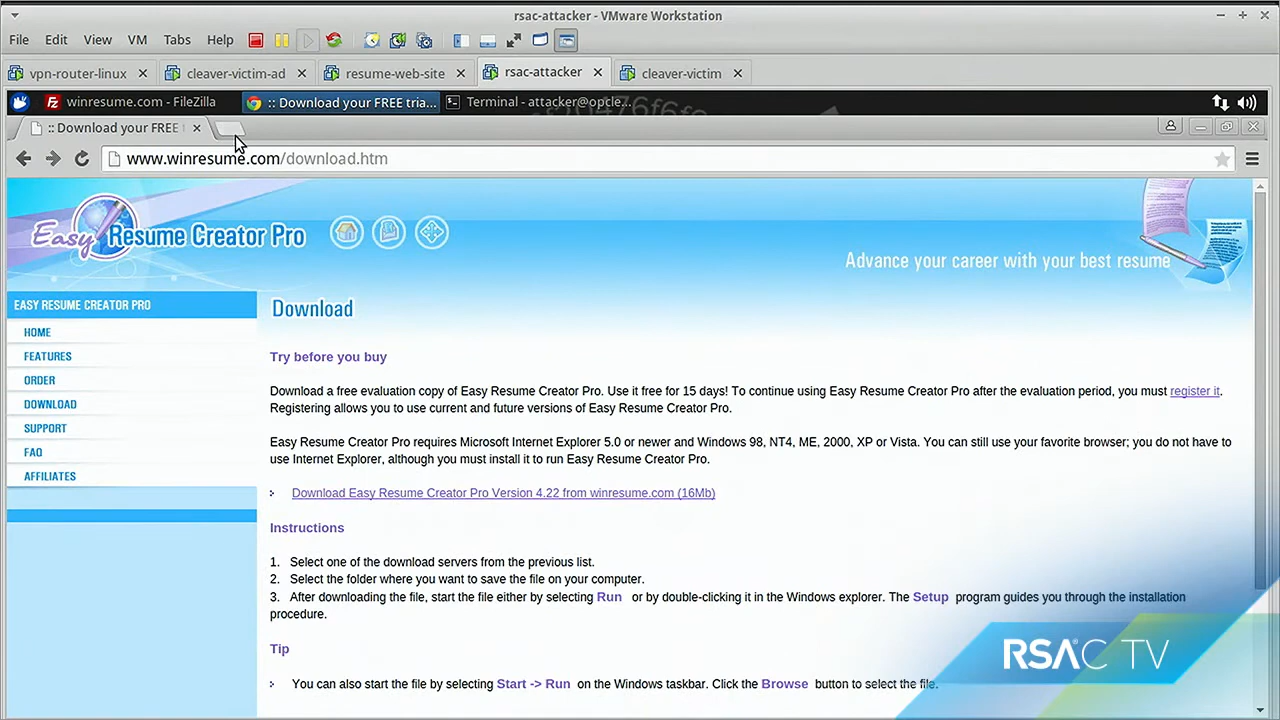 rsac-attacker - VMware Workstation
File Edit View VM Tabs Help
vpn-router-linux cleaver-victim-ad resume-web-site rsac-attacker cleaver-victim
winresume.com - FileZilla :: Download your FREE tria... Terminal - attacker@opcle...
:: Download your FREE
www.winresume.com/download.htm
Easy Resume Creator Pro
Advance your career with your best resume
EASY RESUME CREATOR PRO
HOME
FEATURES
ORDER
DOWNLOAD
SUPPORT
FAQ
AFFILIATES
Download
Try before you buy
Download a free evaluation copy of Easy Resume Creator Pro. Use it free for 15 days! To continue using Easy Resume Creator Pro after the evaluation period, you must register it.
Registering allows you to use current and future versions of Easy Resume Creator Pro.
Easy Resume Creator Pro requires Microsoft Internet Explorer 5.0 or newer and Windows 98, NT4, ME, 2000, XP or Vista. You can still use your favorite browser; you do not have to
use Internet Explorer, although you must install it to run Easy Resume Creator Pro.
Download Easy Resume Creator Pro Version 4.22 from winresume.com (16Mb)
Instructions
1. Select one of the download servers from the previous list.
2. Select the folder where you want to save the file on your computer.
3. After downloading the file, start the file either by selecting Run or by double-clicking it in the Windows explorer. The Setup program guides you through the installation
procedure.
Tip
You can also start the file by selecting Start -> Run on the Windows taskbar. Click the Browse button to select the file.
RSAC TV